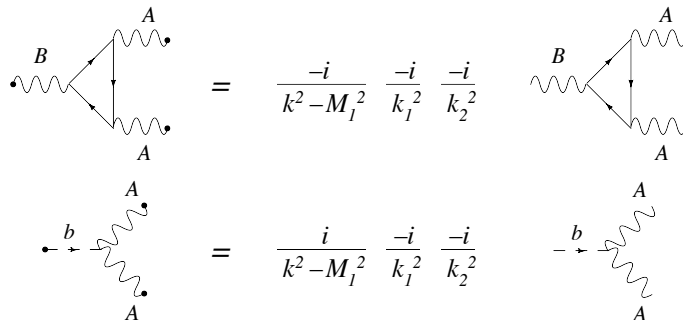 A A
B = −i / (k² − M₁²) −i / k₁² −i / k₂² B
A A
A A
b = i / (k² − M₁²) −i / k₁² −i / k₂² b
A A